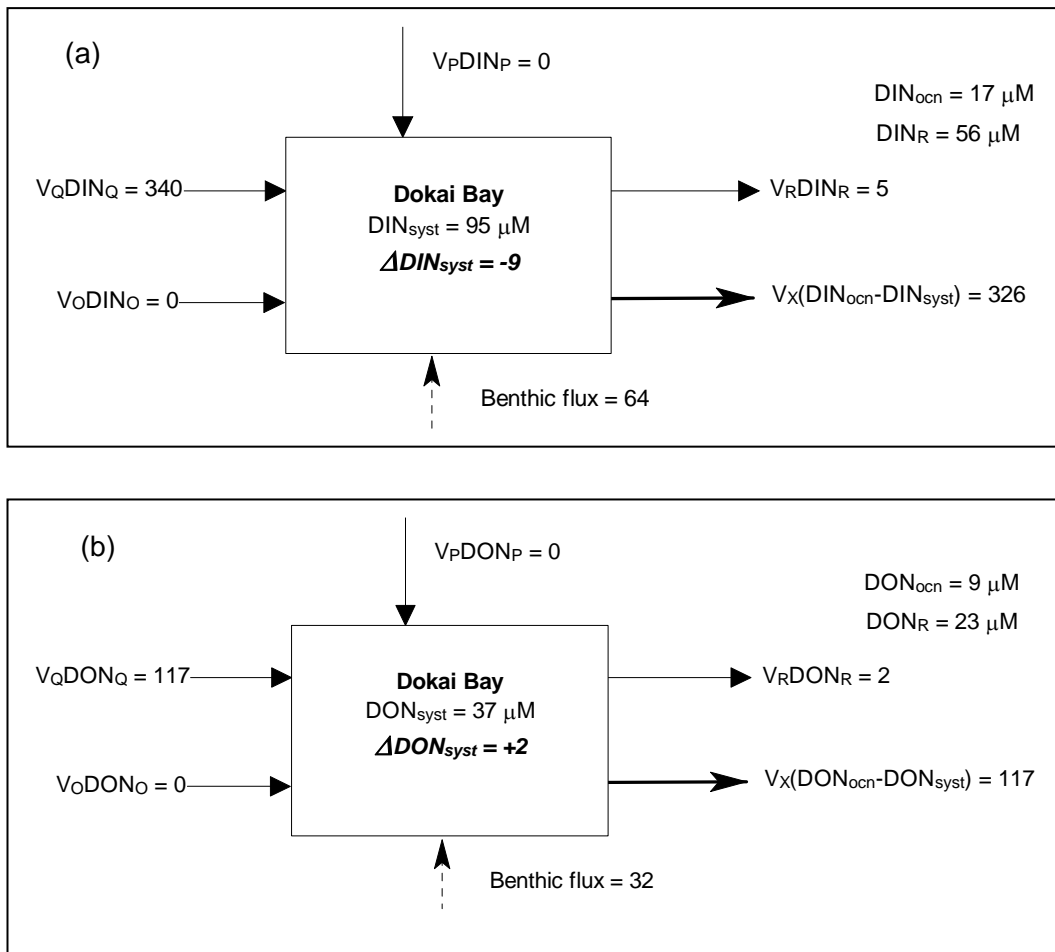 (a)
VPDINP = 0
DINocn = 17 μM
DINR = 56 μM
VQDINQ = 340
Dokai Bay
DINsyst = 95 μM
ΔDINsyst = -9
VRDINR = 5
VODINO = 0
VX(DINocn-DINsyst) = 326
Benthic flux = 64
(b)
VPDONP = 0
DONocn = 9 μM
DONR = 23 μM
VQDONQ = 117
Dokai Bay
DONsyst = 37 μM
ΔDONsyst = +2
VRDONR = 2
VODONO = 0
VX(DONocn-DONsyst) = 117
Benthic flux = 32